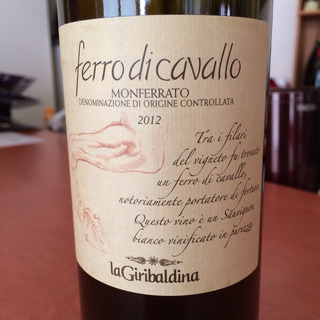 ferro di cavallo
MONFERRATO
DENOMINAZIONE DI ORIGINE CONTROLLATA
2012
Tra i filari
del vigneto fu trovato
un ferro di cavallo,
notoriamente portatore di fortuna
Questo vino è un Sauvignon
bianco vinificato in purezza
laGiribaldina